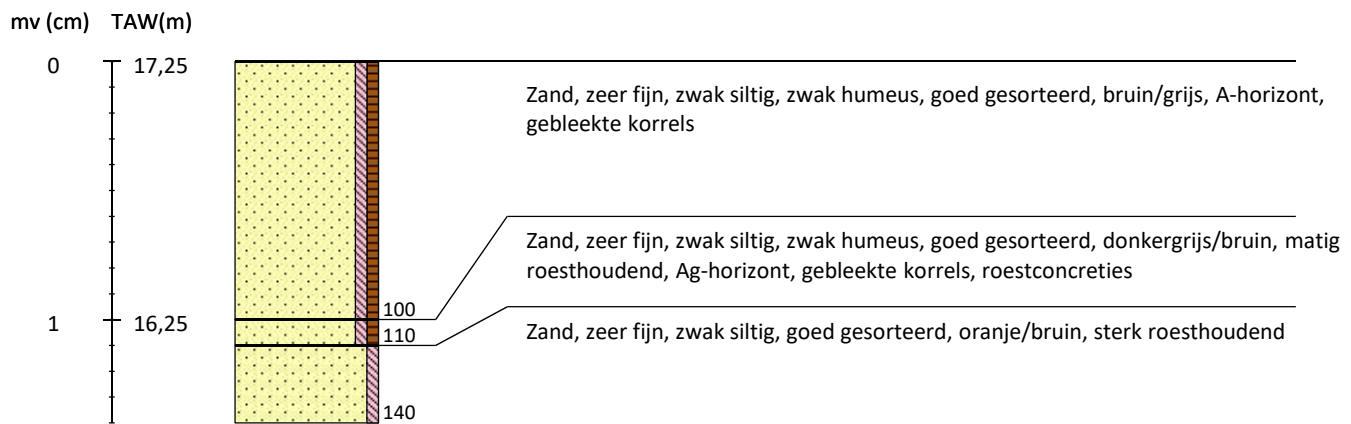 mv (cm) TAW(m)
0 17,25
Zand, zeer fijn, zwak siltig, zwak humeus, goed gesorteerd, bruin/grijs, A-horizont,
gebleekte korrels
Zand, zeer fijn, zwak siltig, zwak humeus, goed gesorteerd, donkergrijs/bruin, matig
roesthoudend, Ag-horizont, gebleekte korrels, roestconcreties
100
1 16,25
110
Zand, zeer fijn, zwak siltig, goed gesorteerd, oranje/bruin, sterk roesthoudend
140